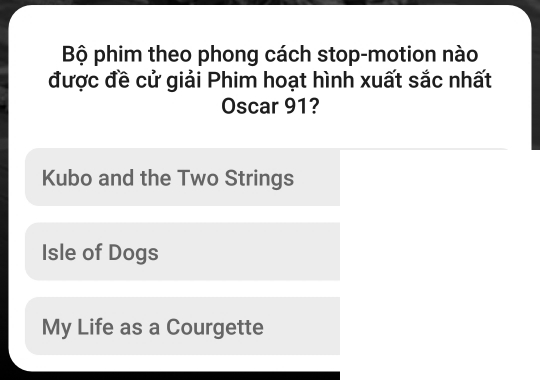 Bộ phim theo phong cách stop-motion nào
được đề cử giải Phim hoạt hình xuất sắc nhất
Oscar 91?
Kubo and the Two Strings
Isle of Dogs
My Life as a Courgette